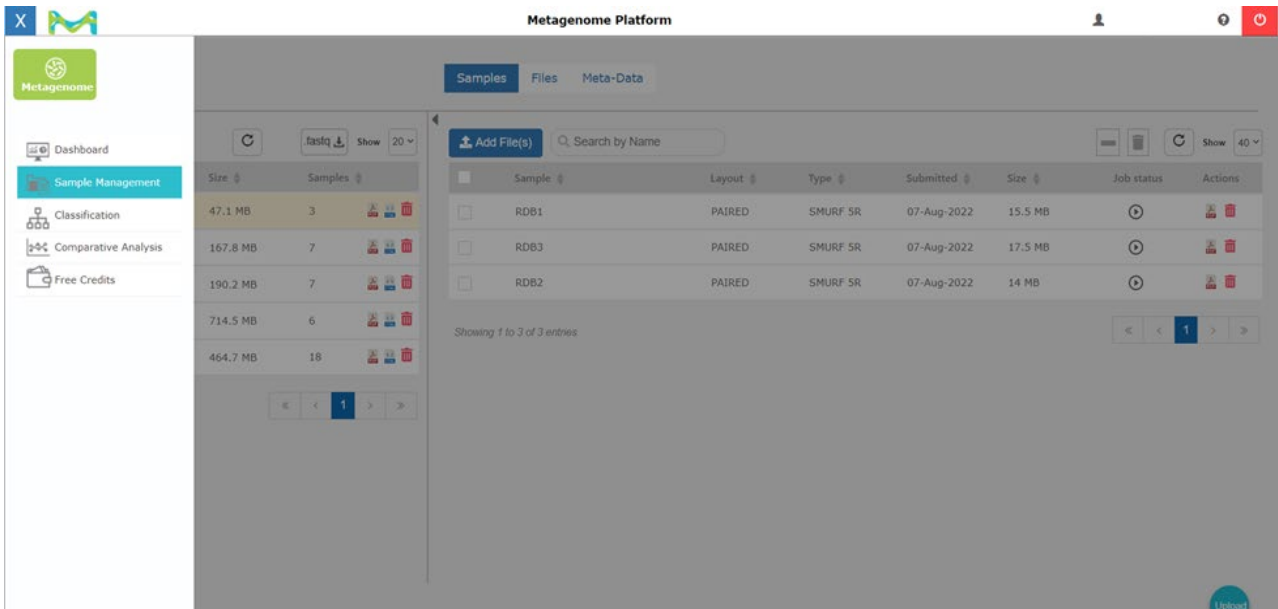 X Metagenome Platform
Metagenome
Samples Files Meta-Data
Dashboard
Sample Management
Classification
Comparative Analysis
Free Credits
.fastq Show 20
Size Samples
47.1 MB 3
167.8 MB 7
190.2 MB 7
714.5 MB 6
464.7 MB 18
1
Add File(s) Search by Name Show 40
Sample Layout Type Submitted Size Job status Actions
RDB1 PAIRED SMURF 5R 07-Aug-2022 15.5 MB
RDB3 PAIRED SMURF 5R 07-Aug-2022 17.5 MB
RDB2 PAIRED SMURF 5R 07-Aug-2022 14 MB
Showing 1 to 3 of 3 entries
« ‹ 1 › »
Upload